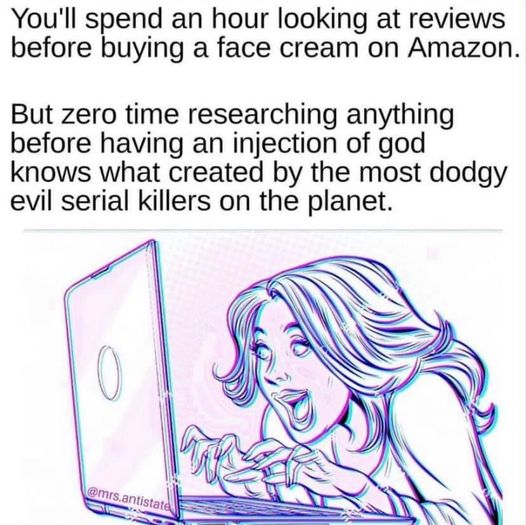 You'll spend an hour looking at reviews
before buying a face cream on Amazon.
But zero time researching anything
before having an injection of god
knows what created by the most dodgy
evil serial killers on the planet.
@mrs.antistate